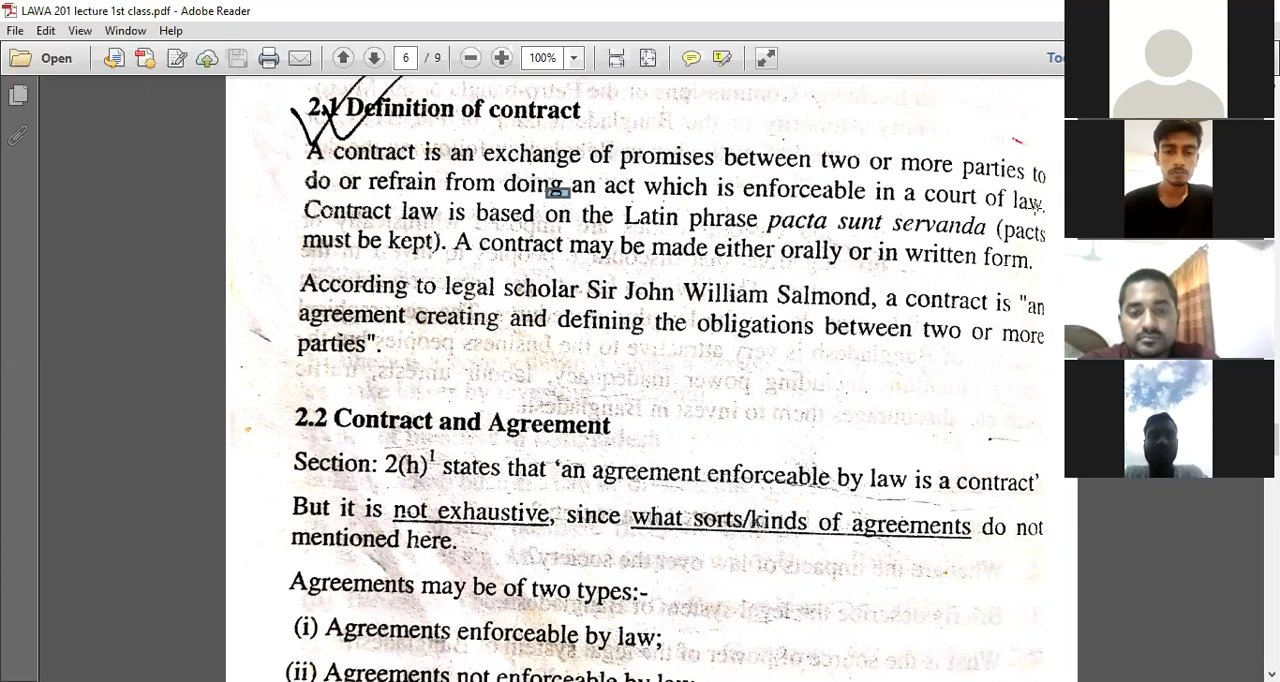 LAWA 201 lecture 1st class.pdf - Adobe Reader
File Edit View Window Help
Open 6 / 9 100% Too
2.1 Definition of contract
A contract is an exchange of promises between two or more parties to
do or refrain from doing an act which is enforceable in a court of law.
Contract law is based on the Latin phrase pacta sunt servanda (pacts
must be kept). A contract may be made either orally or in written form.
According to legal scholar Sir John William Salmond, a contract is "an
agreement creating and defining the obligations between two or more
parties".
2.2 Contract and Agreement
Section: 2(h)¹ states that ‘an agreement enforceable by law is a contract’
But it is not exhaustive, since what sorts/kinds of agreements do not
mentioned here.
Agreements may be of two types:-
(i) Agreements enforceable by law;
(ii) Agreements not enforceable by law